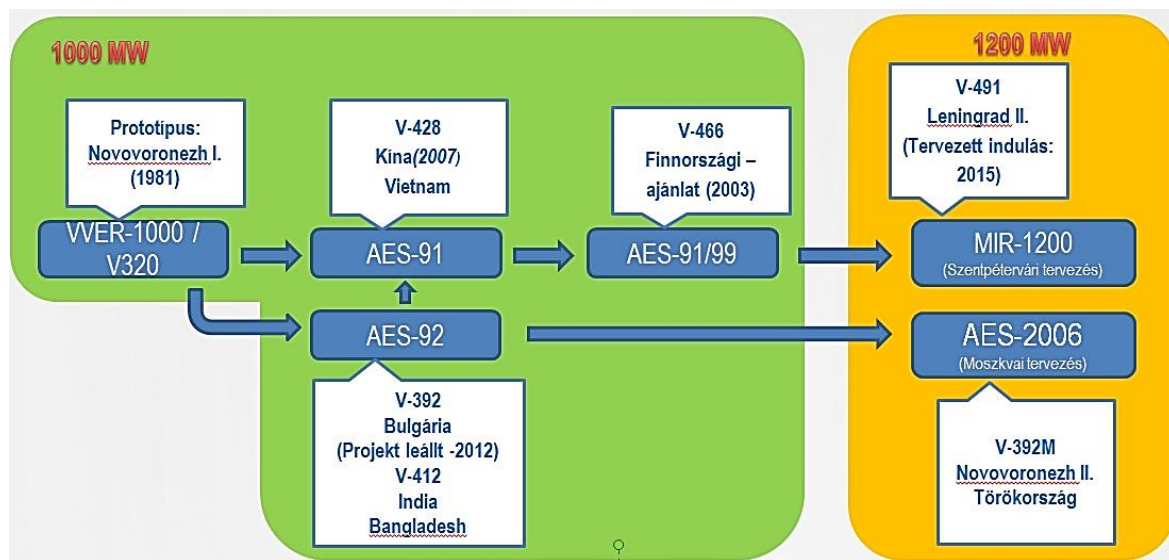 1000 MW
1200 MW
Prototípus:
Novovoronezh I.
(1981)
V-428
Kína(2007)
Vietnam
V-466
Finnországi –
ajánlat (2003)
V-491
Leningrad II.
(Tervezett indulás:
2015)
VVER-1000 /
V320
AES-91
AES-91/99
MIR-1200
(Szentpétervári tervezés)
AES-92
AES-2006
(Moszkvai tervezés)
V-392
Bulgária
(Projekt leállt -2012)
V-412
India
Bangladesh
V-392M
Novovoronezh II.
Törökország